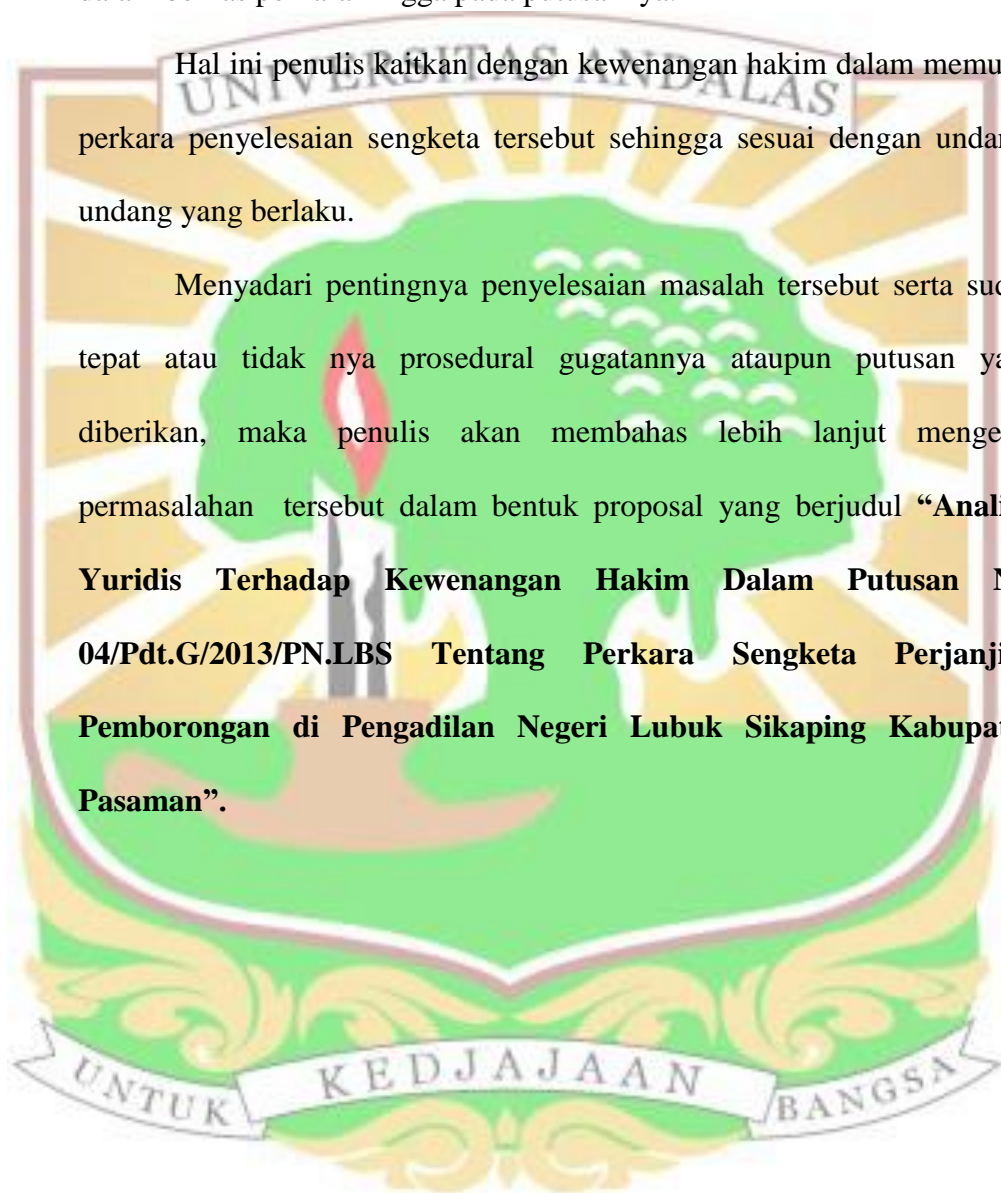 UNIVERSITAS ANDALAS
Hal ini penulis kaitkan dengan kewenangan hakim dalam memu
perkara penyelesaian sengketa tersebut sehingga sesuai dengan undan
undang yang berlaku.
Menyadari pentingnya penyelesaian masalah tersebut serta sud
tepat atau tidak nya prosedural gugatannya ataupun putusan ya
diberikan, maka penulis akan membahas lebih lanjut menge
permasalahan tersebut dalam bentuk proposal yang berjudul “Anali
Yuridis Terhadap Kewenangan Hakim Dalam Putusan N
04/Pdt.G/2013/PN.LBS Tentang Perkara Sengketa Perjanji
Pemborongan di Pengadilan Negeri Lubuk Sikaping Kabupat
Pasaman”.
UNTUK KEDJAJAAN BANGSA